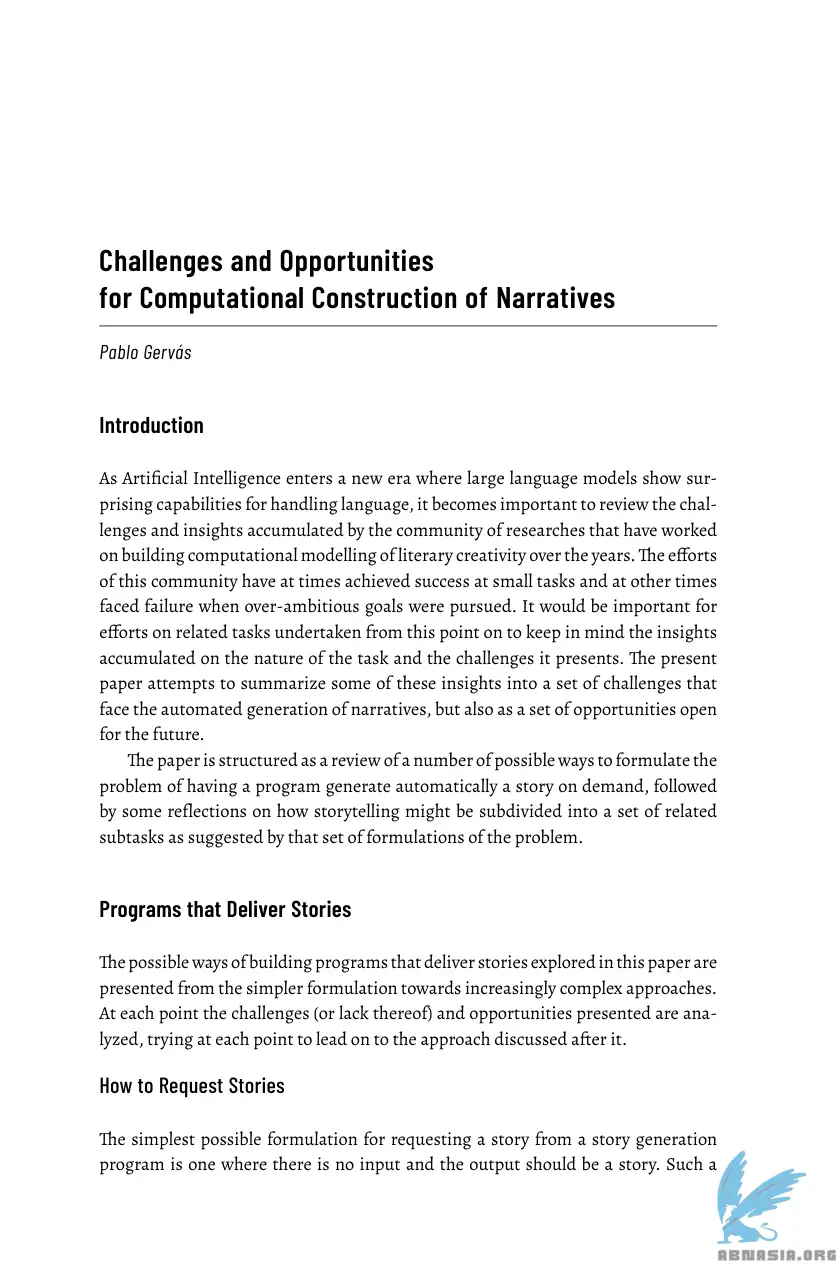 Challenges and Opportunities
for Computational Construction of Narratives
Pablo Gervás
Introduction
As Artificial Intelligence enters a new era where large language models show sur-
prising capabilities for handling language, it becomes important to review the chal-
lenges and insights accumulated by the community of researches that have worked
on building computational modelling of literary creativity over the years. The efforts
of this community have at times achieved success at small tasks and at other times
faced failure when over-ambitious goals were pursued. It would be important for
efforts on related tasks undertaken from this point on to keep in mind the insights
accumulated on the nature of the task and the challenges it presents. The present
paper attempts to summarize some of these insights into a set of challenges that
face the automated generation of narratives, but also as a set of opportunities open
for the future.
The paper is structured as a review of a number of possible ways to formulate the
problem of having a program generate automatically a story on demand, followed
by some reflections on how storytelling might be subdivided into a set of related
subtasks as suggested by that set of formulations of the problem.
Programs that Deliver Stories
The possible ways of building programs that deliver stories explored in this paper are
presented from the simpler formulation towards increasingly complex approaches.
At each point the challenges (or lack thereof) and opportunities presented are ana-
lyzed, trying at each point to lead on to the approach discussed after it.
How to Request Stories
The simplest possible formulation for requesting a story from a story generation
program is one where there is no input and the output should be a story. Such a
ABNASIA.ORG